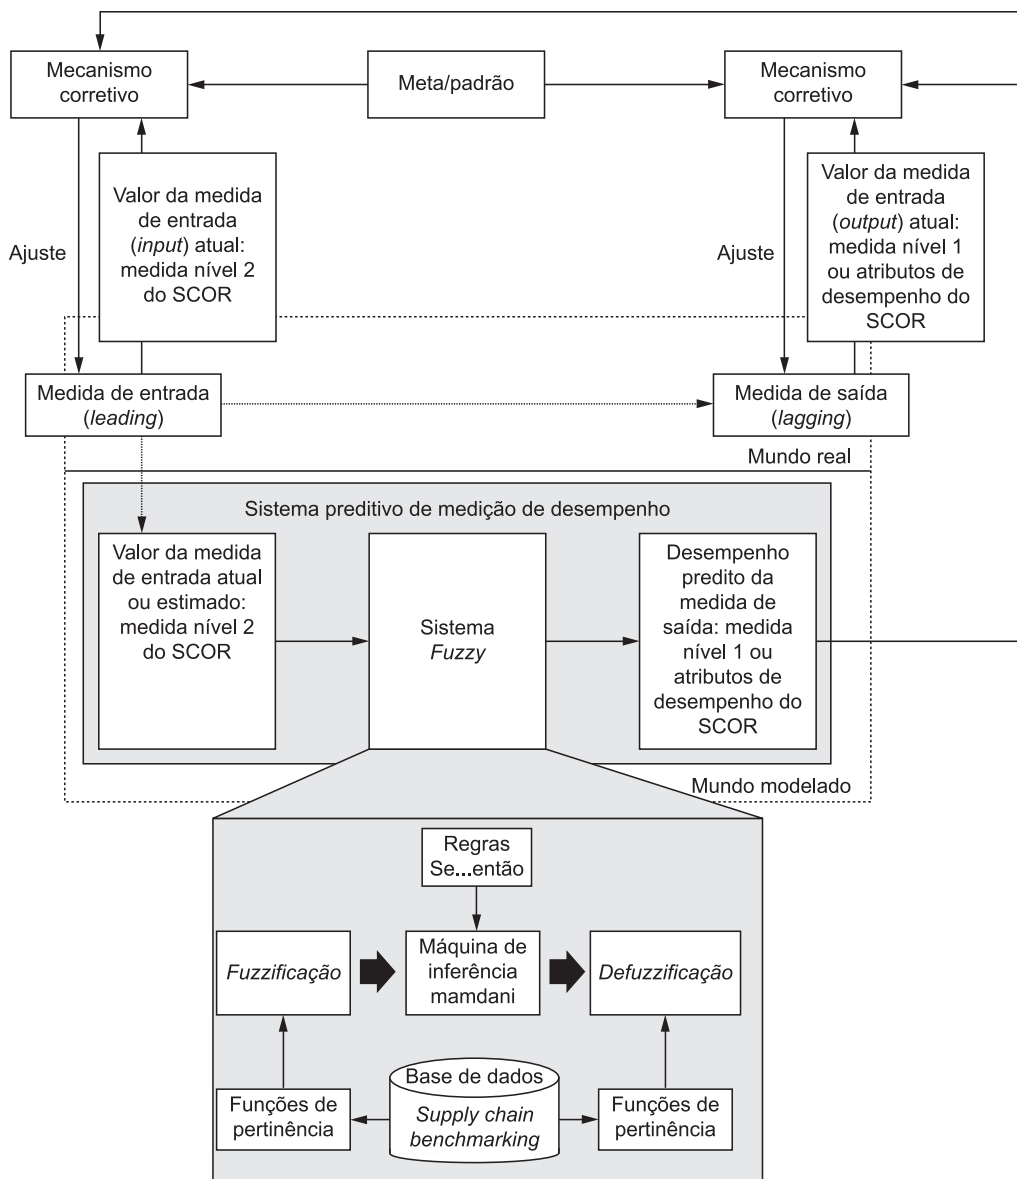 Mecanismo
corretivo
Meta/padrão
Mecanismo
corretivo
Ajuste
Valor da medida
de entrada
(input) atual:
medida nível 2
do SCOR
Ajuste
Valor da medida
de entrada
(output) atual:
medida nível 1
ou atributos de
desempenho do
SCOR
Medida de entrada
(leading)
Medida de saída
(lagging)
Mundo real
Sistema preditivo de medição de desempenho
Valor da medida
de entrada atual
ou estimado:
medida nível 2
do SCOR
Sistema
Fuzzy
Desempenho
predito da
medida de
saída: medida
nível 1 ou
atributos de
desempenho do
SCOR
Mundo modelado
Regras
Se...então
Fuzzificação
Máquina de
inferência
mamdani
Defuzzificação
Funções de
pertinência
Base de dados
Supply chain
benchmarking
Funções de
pertinência